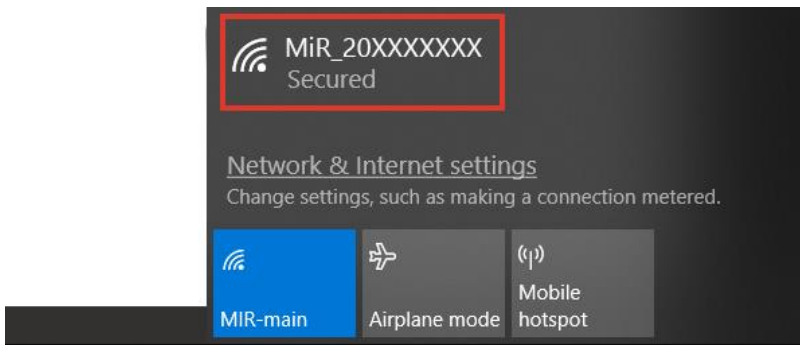 MiR_20XXXXXXX
Secured
Network & Internet settings
Change settings, such as making a connection metered.
MIR-main
Airplane mode
Mobile
hotspot